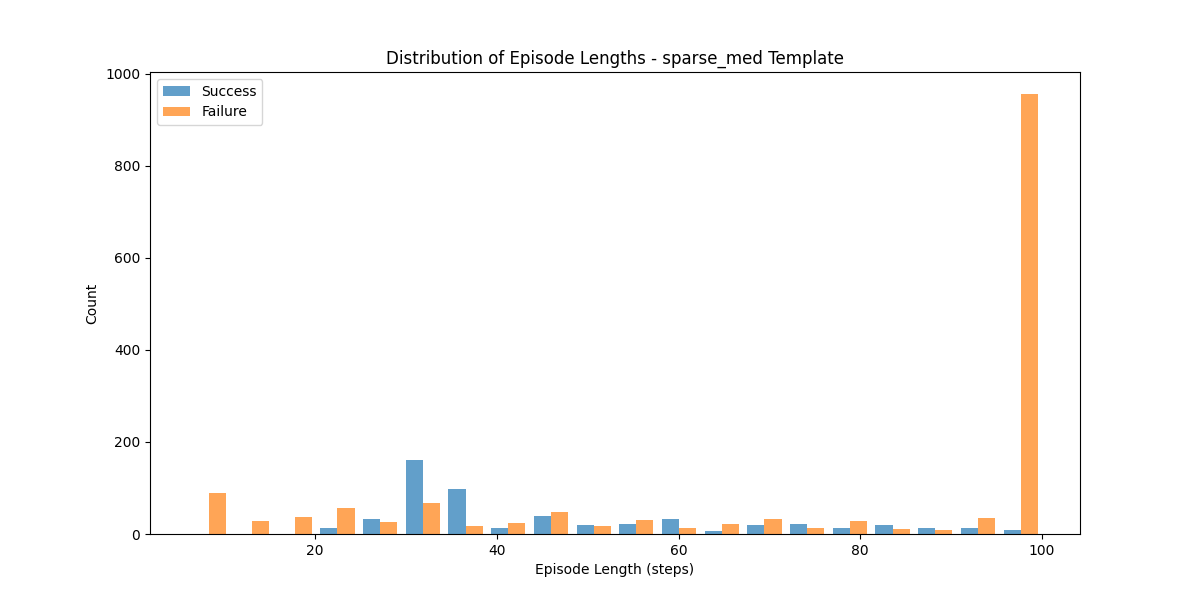 Distribution of Episode Lengths - sparse_med Template
Success
Failure
Count
1000
800
600
400
200
0
20 40 60 80 100
Episode Length (steps)